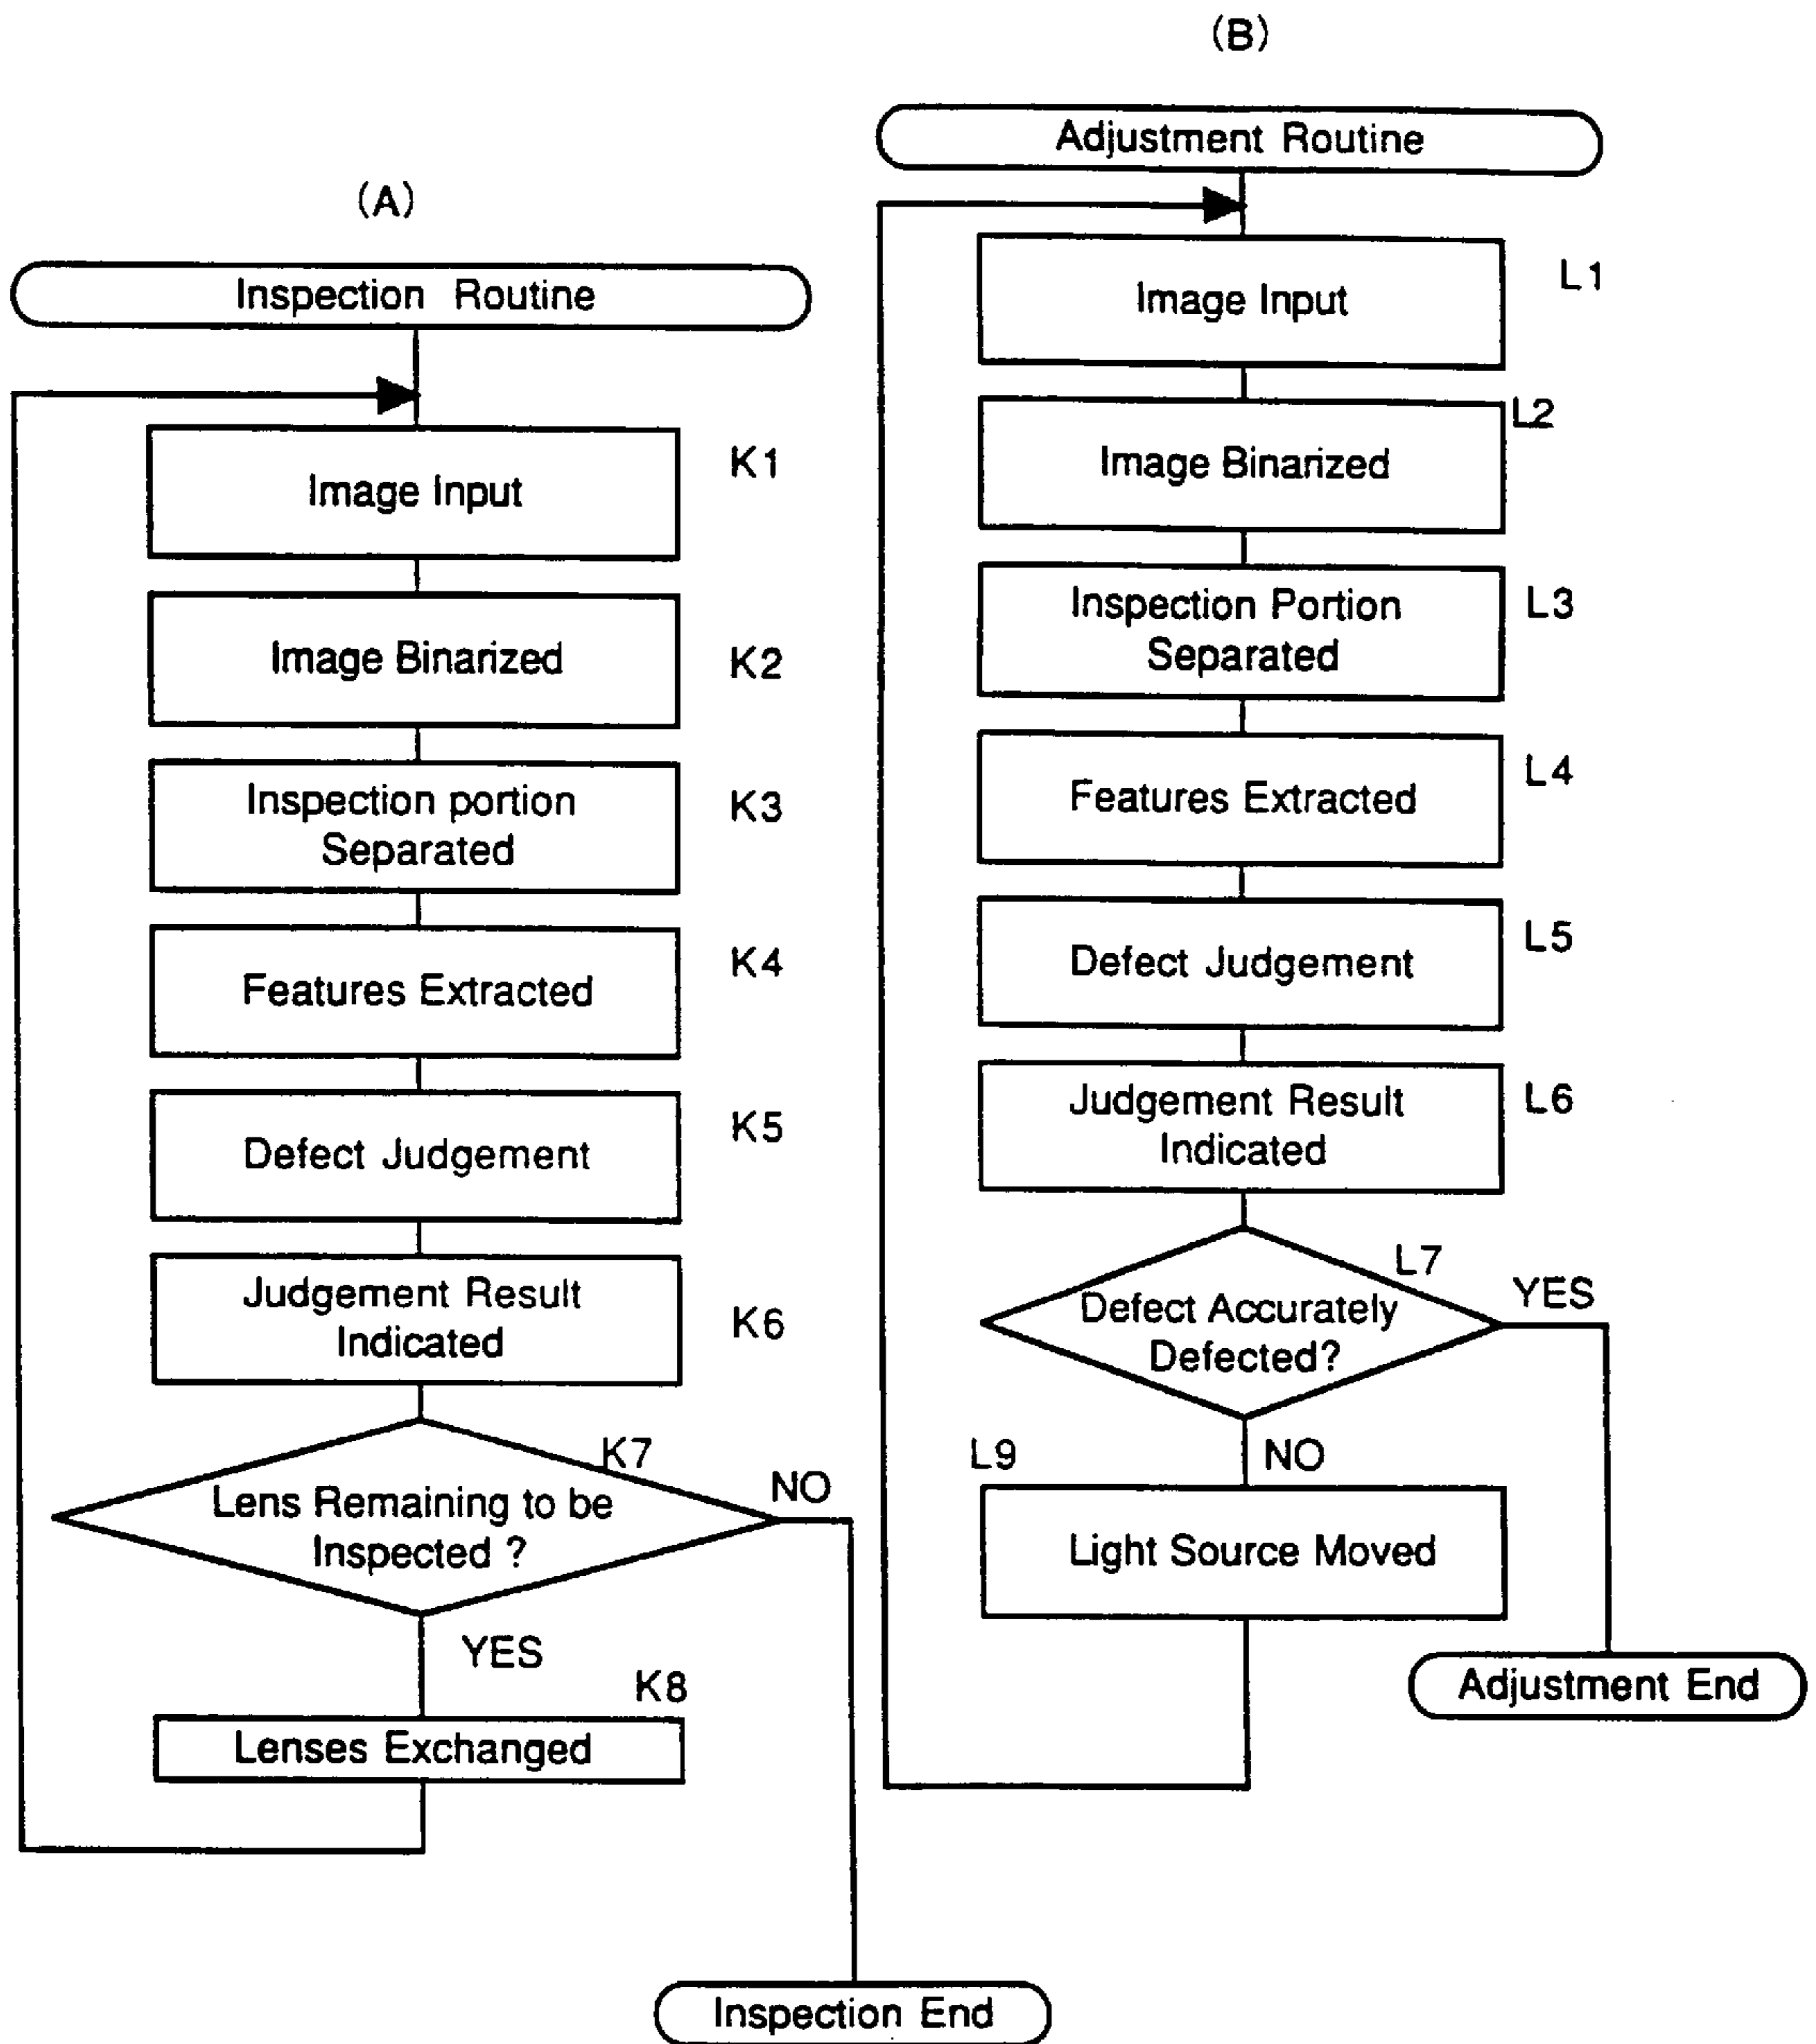 (A)
Inspection Routine
Image Input
K1
Image Binarized
K2
Inspection portion
Separated
K3
Features Extracted
K4
Defect Judgement
K5
Judgement Result
Indicated
K6
K7
Lens Remaining to be
Inspected ?
NO
YES
K8
Lenses Exchanged
Inspection End
(B)
Adjustment Routine
Image Input
L1
Image Binarized
L2
Inspection Portion
Separated
L3
Features Extracted
L4
Defect Judgement
L5
Judgement Result
Indicated
L6
L7
Defect Accurately
Defected?
YES
NO
L9
Light Source Moved
Adjustment End